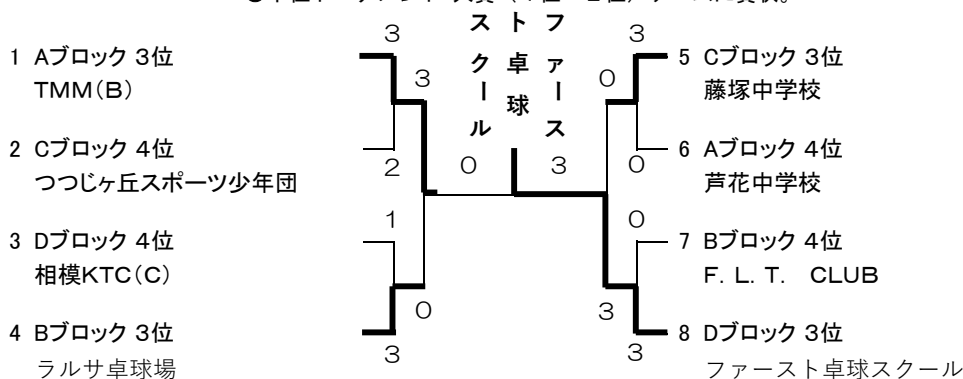 ファース
ト卓球
スクール
1 Aブロック 3位
TMM(B)
3
3
2 Cブロック 4位
つつじヶ丘スポーツ少年団
2
0
3
3 Dブロック 4位
相模KTC(C)
1
0
4 Bブロック 3位
ラルサ卓球場
3
3
5 Cブロック 3位
藤塚中学校
0
6 Aブロック 4位
芦花中学校
0
0
7 Bブロック 4位
F. L. T.　CLUB
3
8 Dブロック 3位
ファースト卓球スクール
3